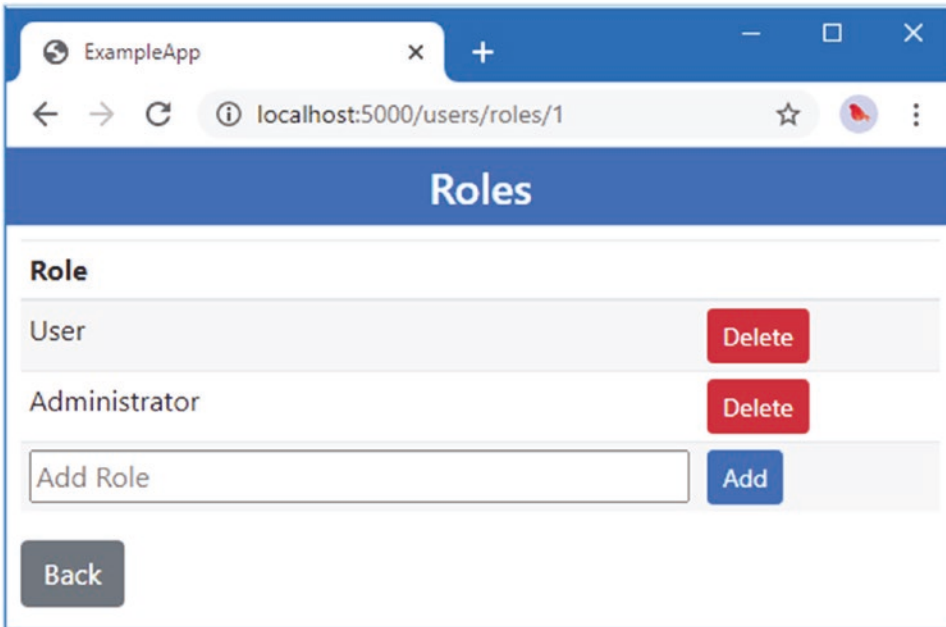 ExampleApp
localhost:5000/users/roles/1
Roles
Role
User Delete
Administrator Delete
Add Role Add
Back